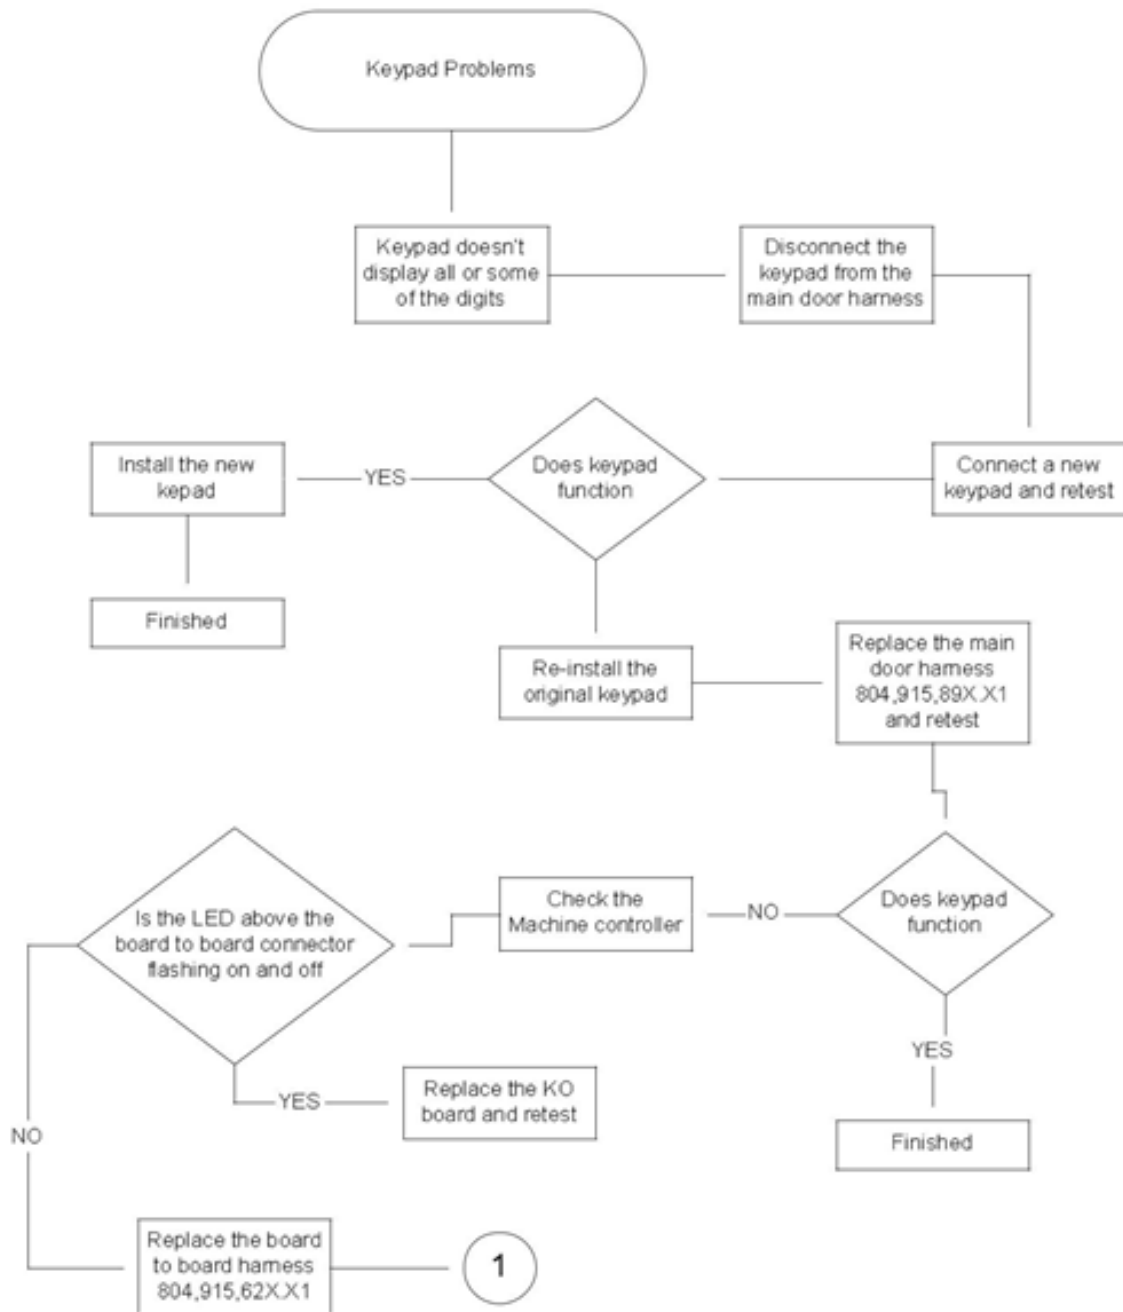 Keypad Problems
Keypad doesn't
display all or some
of the digits
Disconnect the
keypad from the
main door harness
Connect a new
keypad and retest
Does keypad
function
YES
Install the new
kepad
Finished
Re-install the
original keypad
Replace the main
door harness
804,915,89X.X1
and retest
Does keypad
function
YES
Finished
NO
Check the
Machine controller
Is the LED above the
board to board connector
flashing on and off
YES
Replace the KO
board and retest
NO
Replace the board
to board harness
804,915,62X.X1
1